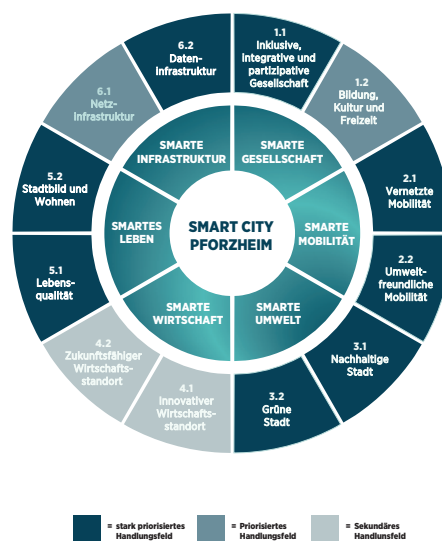 6.2
Daten-
Infrastruktur
1.1
Inklusive,
integrative und
partizipative
Gesellschaft
6.1
Netz-
Infrastruktur
1.2
Bildung,
Kultur und
Freizeit
SMARTE
INFRASTRUKTUR
SMARTE
GESELLSCHAFT
5.2
Stadtbild und
Wohnen
2.1
Vernetzte
Mobilität
SMARTES
LEBEN
SMART CITY
PFORZHEIM
SMARTE
MOBILITÄT
5.1
Lebens-
qualität
2.2
Umwelt-
freundliche
Mobilität
SMARTE
WIRTSCHAFT
SMARTE
UMWELT
4.2
Zukunftsfähiger
Wirtschafts-
standort
3.1
Nachhaltige
Stadt
4.1
Innovativer
Wirtschafts-
standort
3.2
Grüne
Stadt
= stark priorisiertes
Handlungsfeld
= Priorisiertes
Handlungsfeld
= Sekundäres
Handlunsfeld